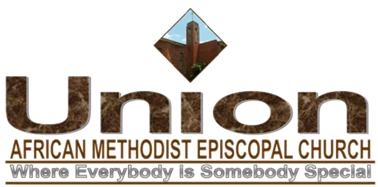 Union
AFRICAN METHODIST EPISCOPAL CHURCH
Where Everybody Is Somebody Special